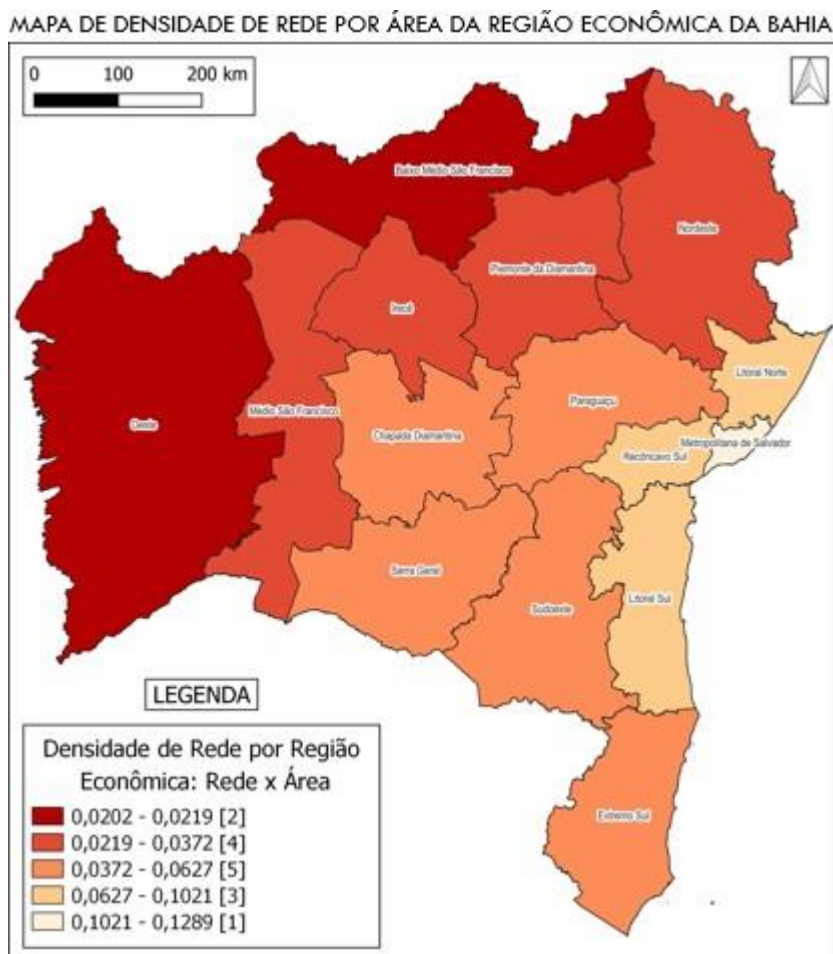 MAPA DE DENSIDADE DE REDE POR ÁREA DA REGIÃO ECONÔMICA DA BAHIA
0 100 200 km
Baixo Médio São Francisco
Nordeste
Piemonte da Diamantina
Irecê
Litoral Norte
Paraguaçu
Médio São Francisco
Oeste
Chapada Diamantina
Metropolitana de Salvador
Recôncavo Sul
Serra Geral
Litoral Sul
Sudoeste
Extremo Sul
LEGENDA
Densidade de Rede por Região
Econômica: Rede x Área
0,0202 - 0,0219 [2]
0,0219 - 0,0372 [4]
0,0372 - 0,0627 [5]
0,0627 - 0,1021 [3]
0,1021 - 0,1289 [1]